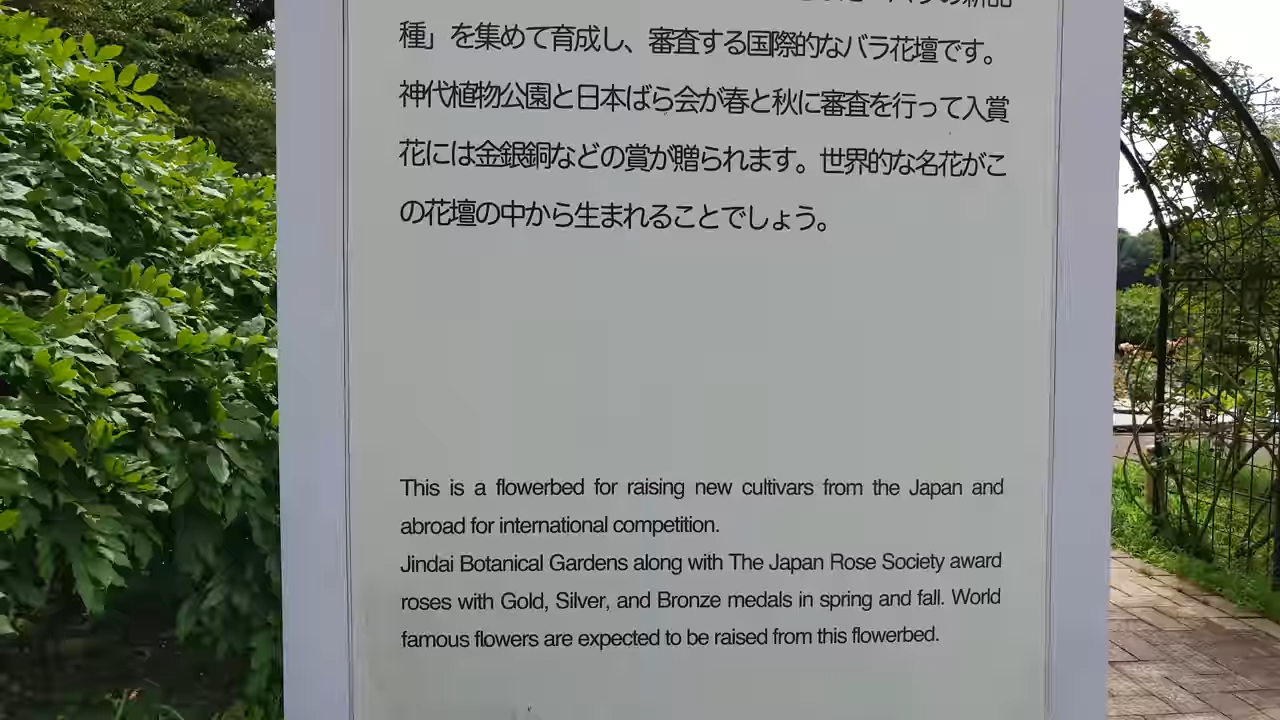 種」を集めて育成し、審査する国際的なバラ花壇です。
神代植物公園と日本ばら会が春と秋に審査を行って入賞
花には金銀銅などの賞が贈られます。世界的な名花がこ
の花壇の中から生まれることでしょう。
This is a flowerbed for raising new cultivars from the Japan and
abroad for international competition.
Jindai Botanical Gardens along with The Japan Rose Society award
roses with Gold, Silver, and Bronze medals in spring and fall. World
famous flowers are expected to be raised from this flowerbed.